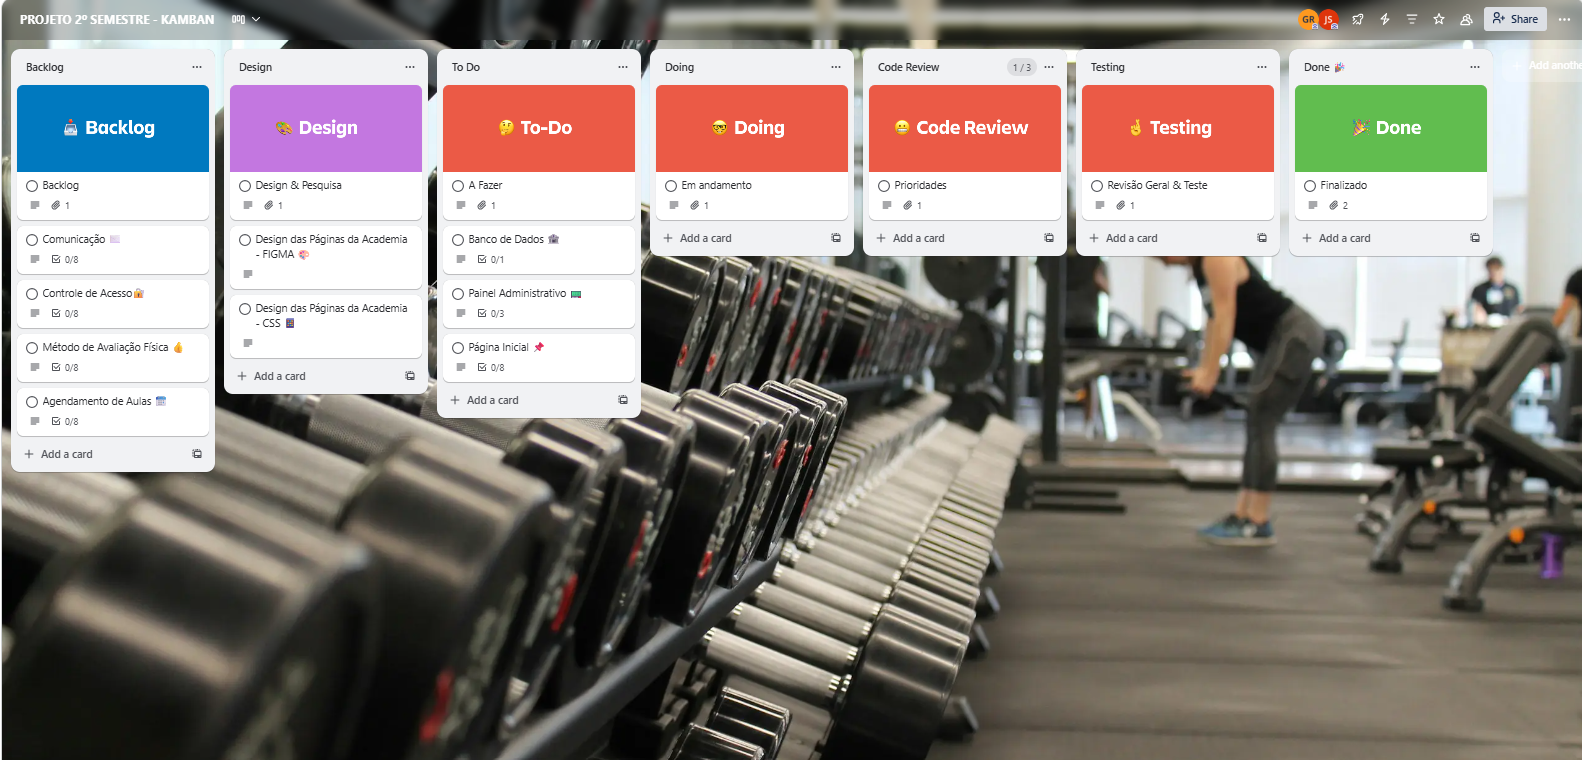 PROJETO 2º SEMESTRE - KAMBAN
GR
JS
Share
Backlog
Backlog
Backlog
1
Comunicação
0/8
Controle de Acesso
0/8
Método de Avaliação Física
0/8
Agendamento de Aulas
0/8
Add a card
Design
Design
Design & Pesquisa
1
Design das Páginas da Academia
- FIGMA
Design das Páginas da Academia
- CSS
Add a card
To Do
To-Do
A Fazer
1
Banco de Dados
0/1
Painel Administrativo
0/3
Página Inicial
0/8
Add a card
Doing
Doing
Em andamento
1
Add a card
Code Review
1 / 3
Code Review
Prioridades
1
Add a card
Testing
Testing
Revisão Geral & Teste
1
Add a card
Done
Done
Finalizado
2
Add a card
Add anothe